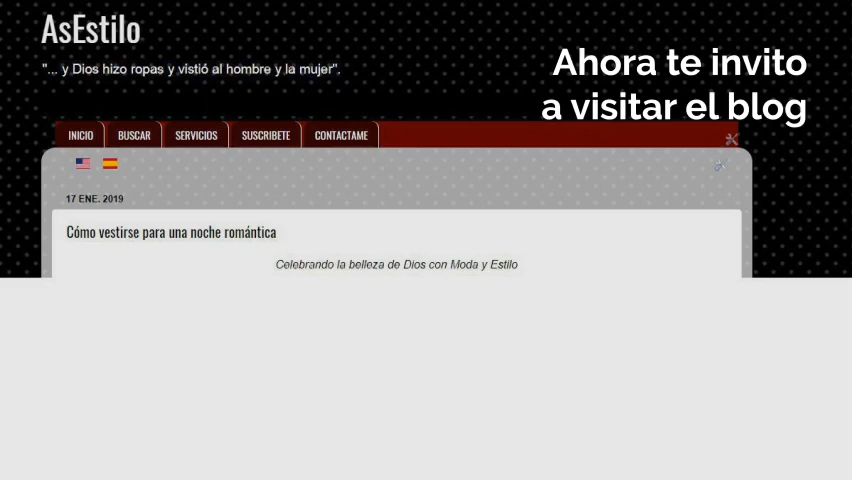 AsEstilo
"... y Dios hizo ropas y vistió al hombre y la mujer".
Ahora te invito
a visitar el blog
INICIO BUSCAR SERVICIOS SUSCRIBETE CONTACTAME
17 ENE. 2019
Cómo vestirse para una noche romántica
Celebrando la belleza de Dios con Moda y Estilo